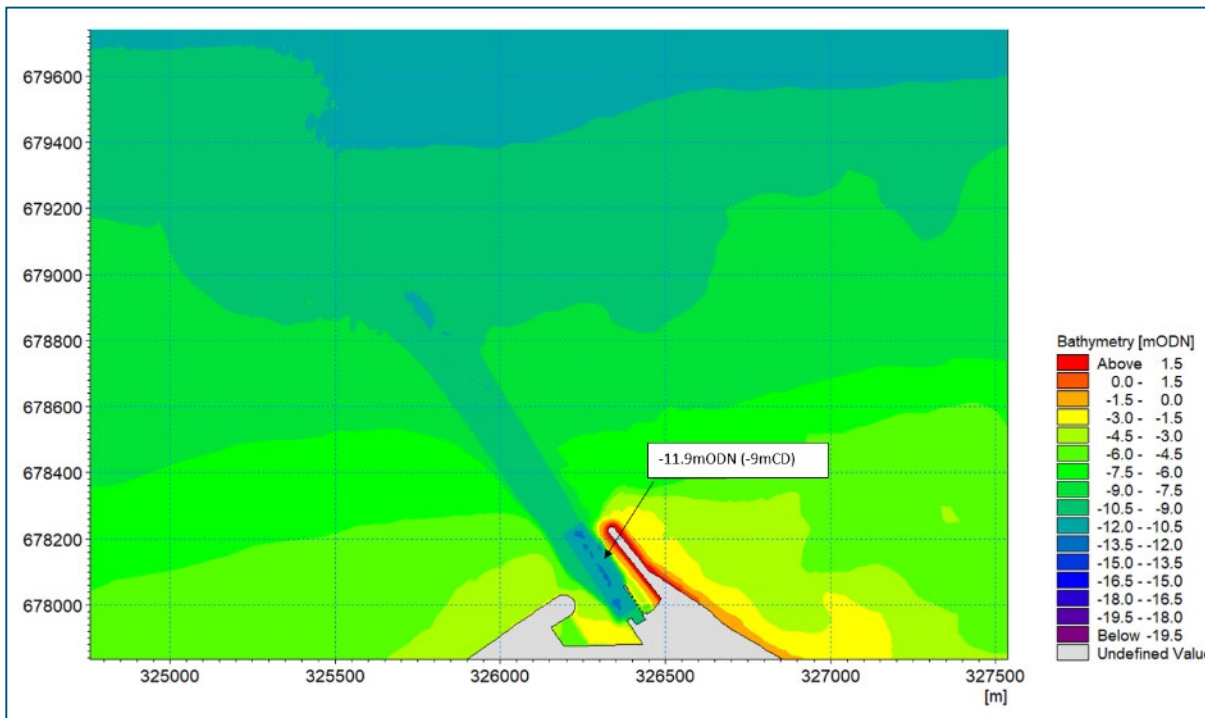 679600
679400
679200
679000
678800
678600
678400
678200
678000
325000 325500 326000 326500 327000 327500
[m]
-11.9mODN (-9mCD)
Bathymetry [mODN]
Above 1.5
0.0 - 1.5
-1.5 - 0.0
-3.0 - -1.5
-4.5 - -3.0
-6.0 - -4.5
-7.5 - -6.0
-9.0 - -7.5
-10.5 - -9.0
-12.0 - -10.5
-13.5 - -12.0
-15.0 - -13.5
-16.5 - -15.0
-18.0 - -16.5
-19.5 - -18.0
Below -19.5
Undefined Value